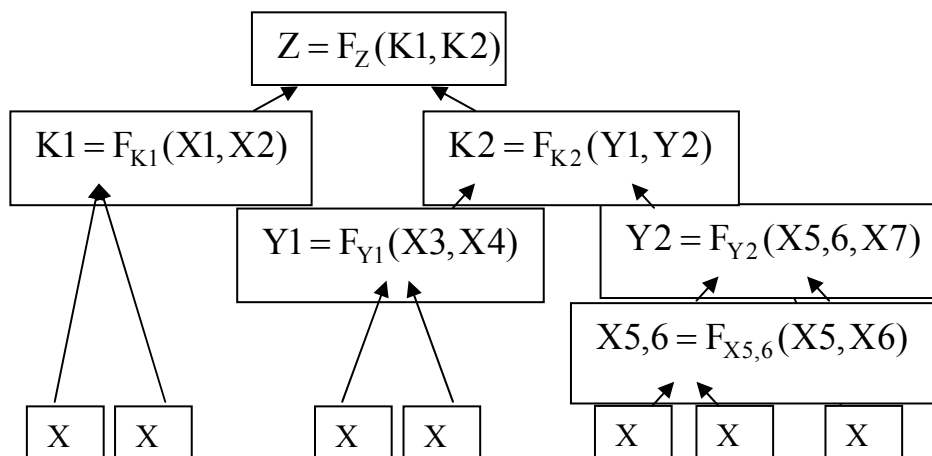 Z = F_Z(K1, K2)
K1 = F_K1(X1, X2)
K2 = F_K2(Y1, Y2)
Y1 = F_Y1(X3, X4)
Y2 = F_Y2(X5,6, X7)
X5,6 = F_X5,6(X5, X6)
X X X X X X X